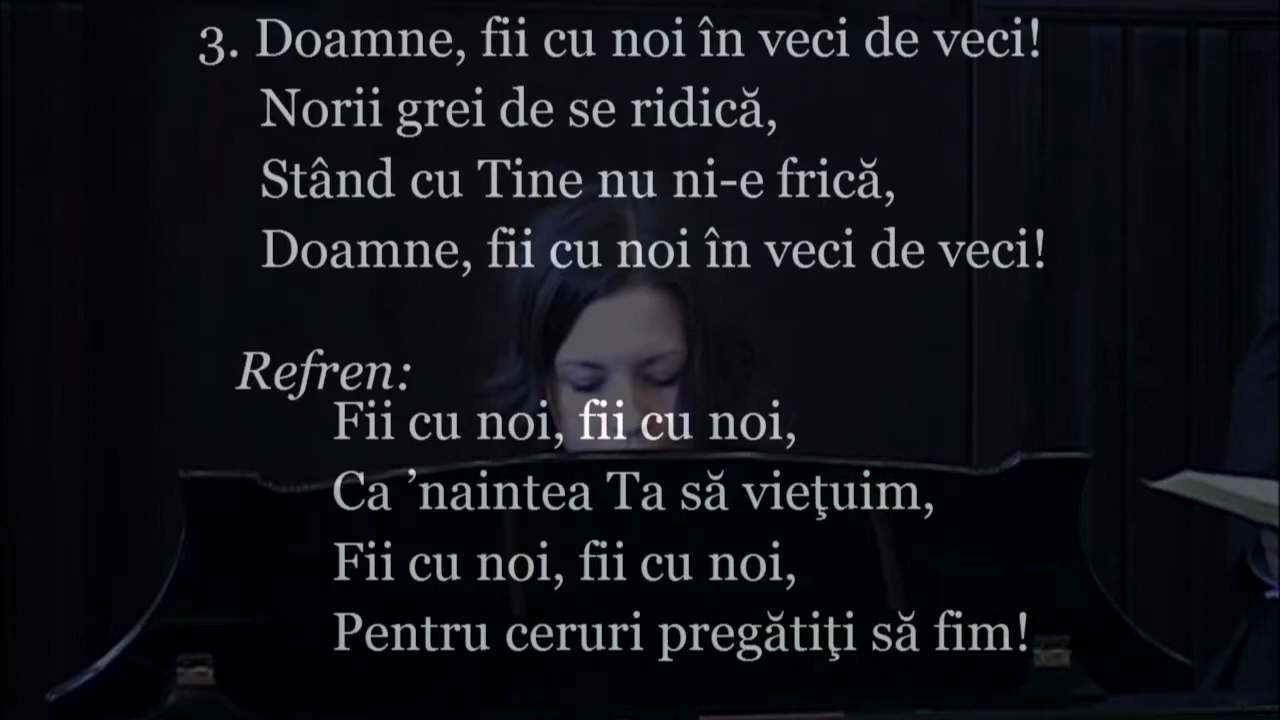 3. Doamne, fii cu noi în veci de veci!
Norii grei de se ridică,
Stând cu Tine nu ni-e frică,
Doamne, fii cu noi în veci de veci!
Refren:
Fii cu noi, fii cu noi,
Ca ’naintea Ta să vieţuim,
Fii cu noi, fii cu noi,
Pentru ceruri pregătiţi să fim!